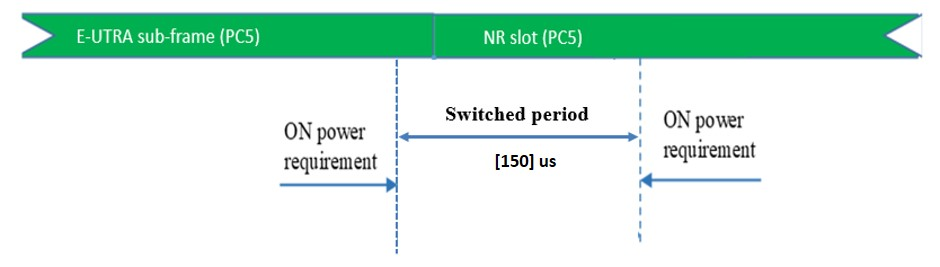 E-UTRA sub-frame (PC5)
NR slot (PC5)
Switched period
[150] us
ON power
requirement
ON power
requirement